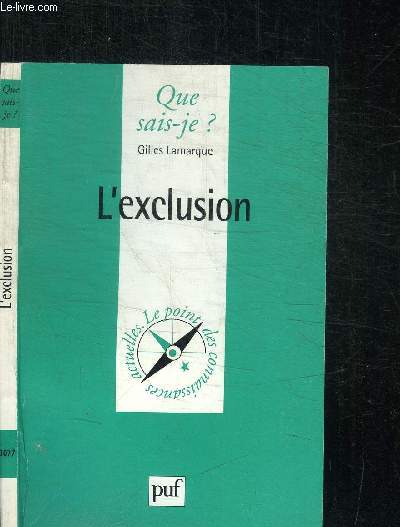 Le-livre.com
Que
sais-je ?
L'exclusion
Que
sais-je ?
Gilles Lamarque
L'exclusion
Le point des connaissances actuelles.
puf